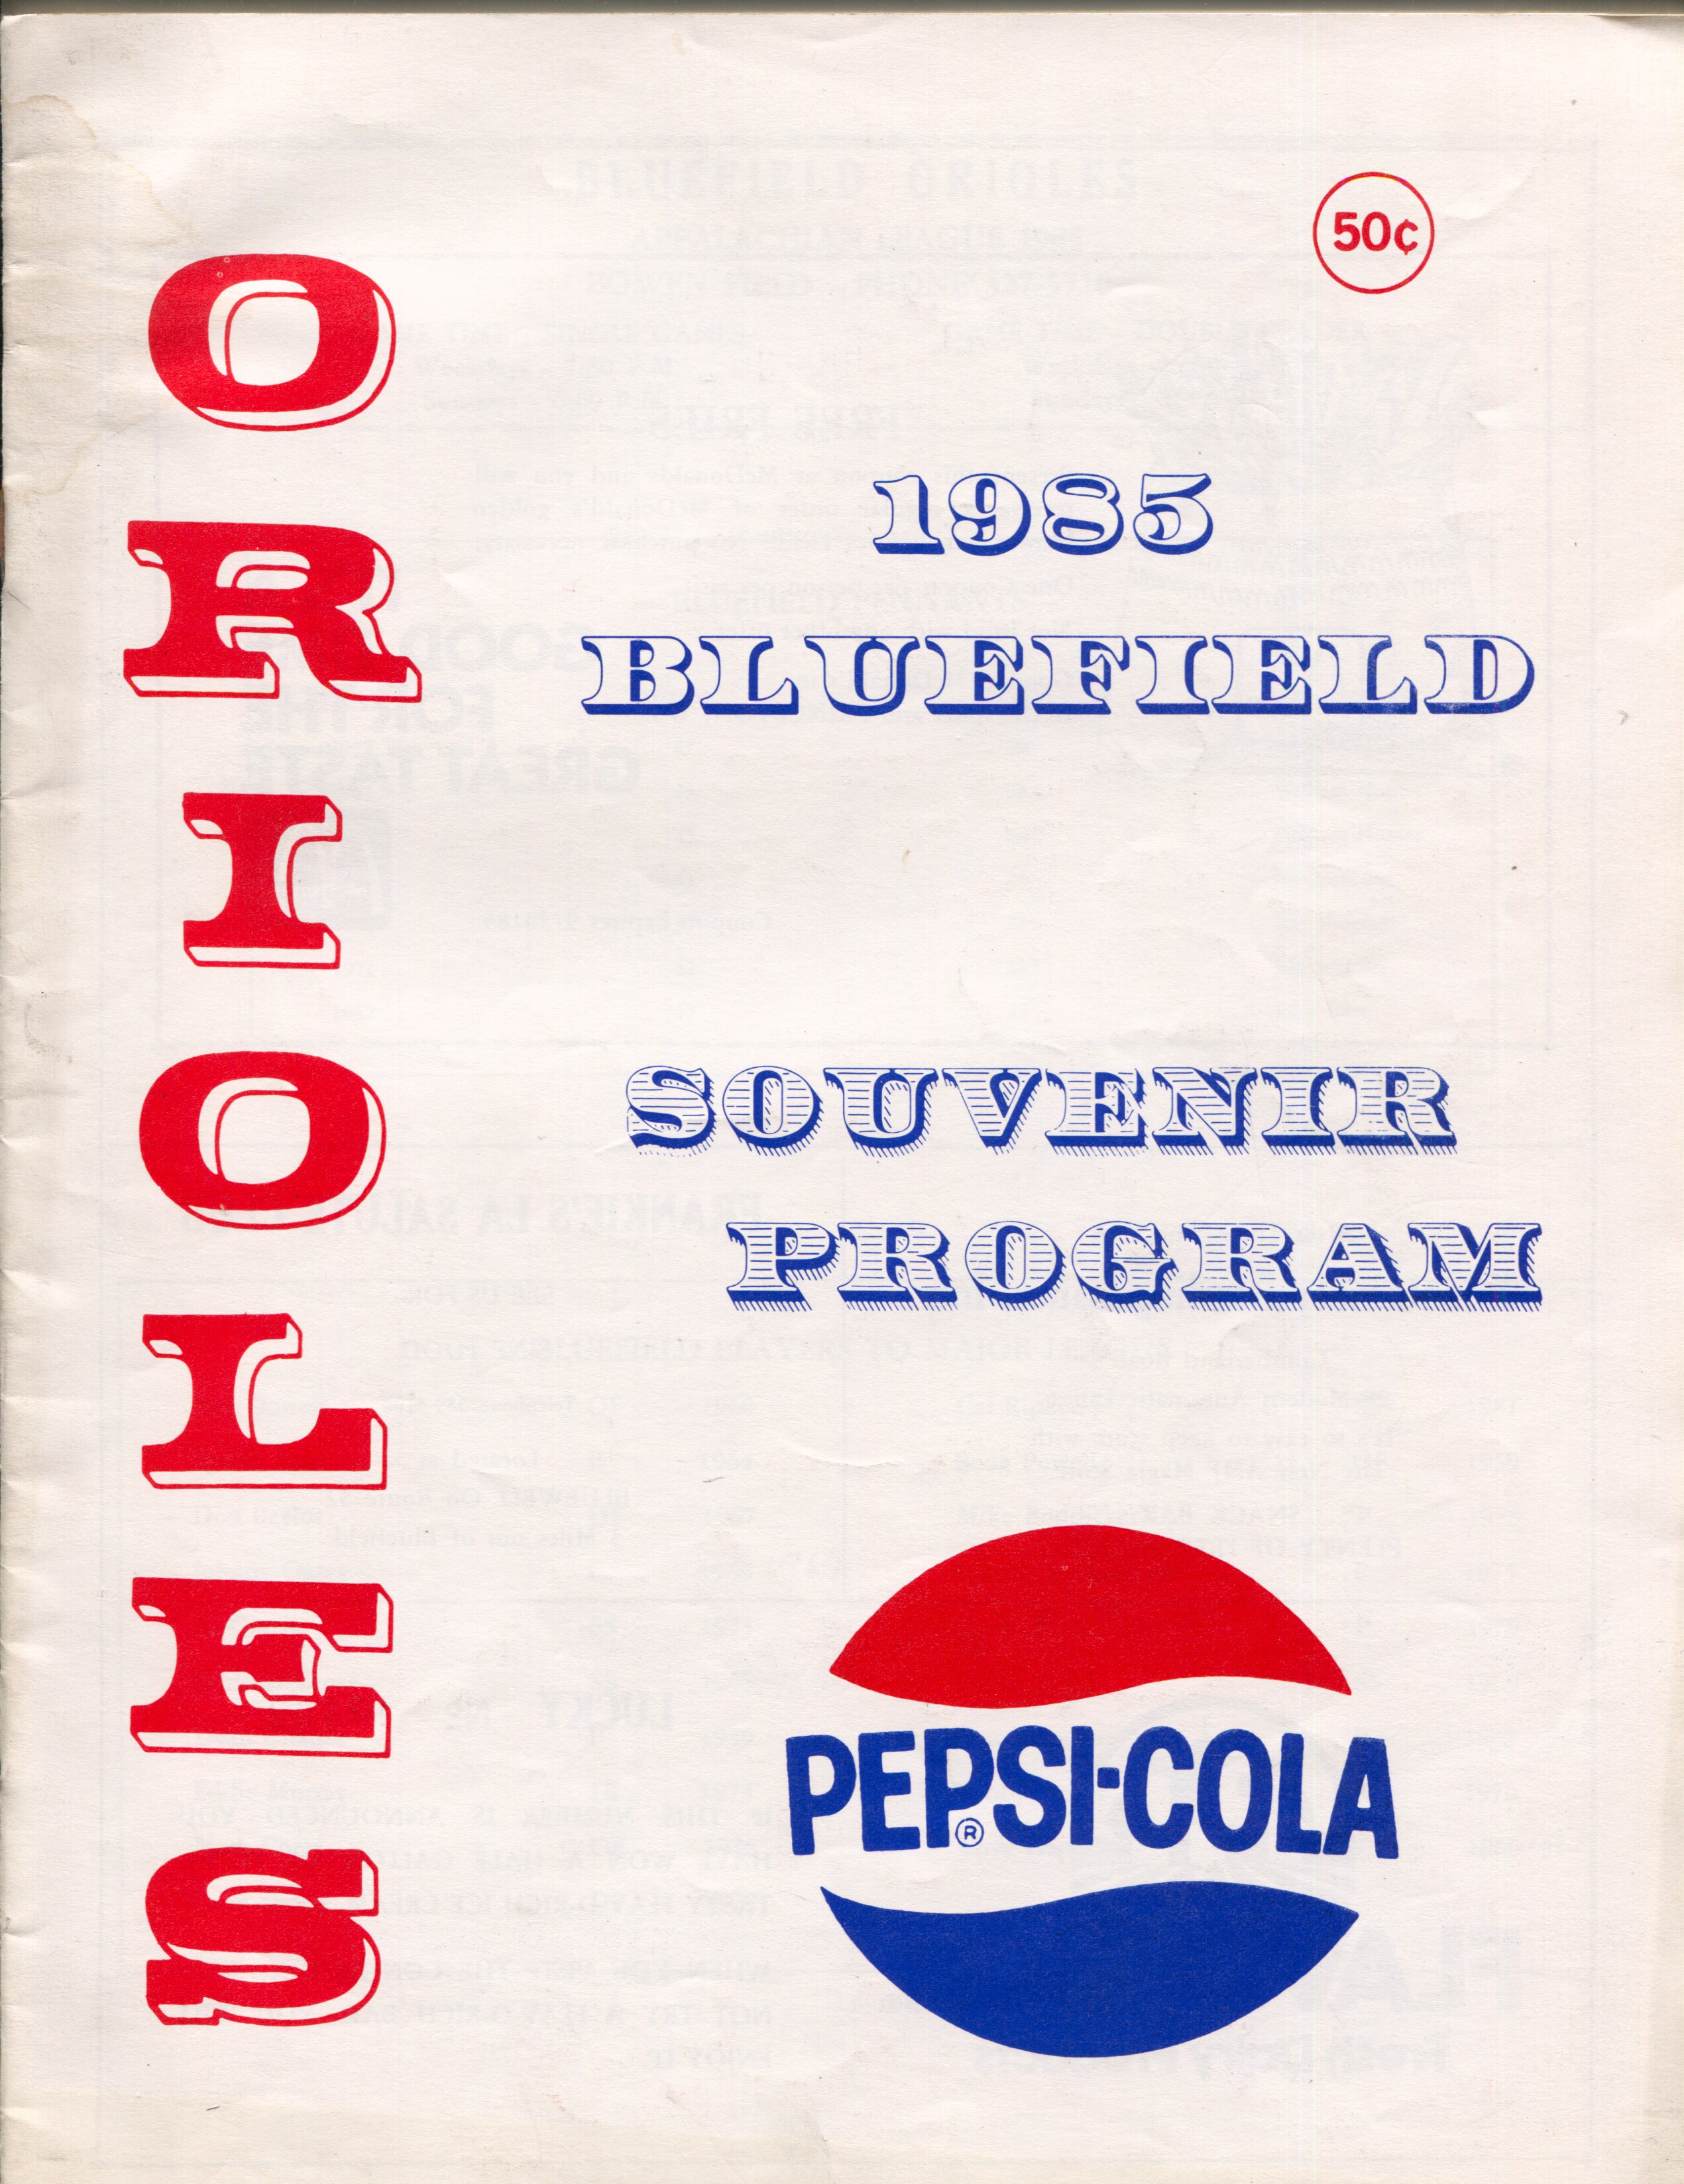 50¢
ORIOLES
1985
BLUEFIELD
SOUVENIR
PROGRAM
PEPSI-COLA
®